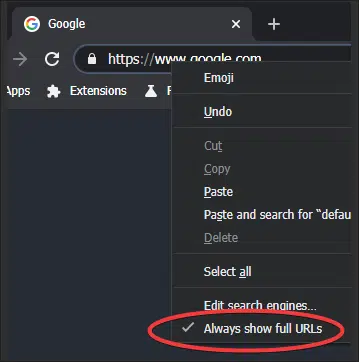 Google
https://www.google.com
Apps
Extensions
Emoji
Undo
Cut
Copy
Paste
Paste and search for “defau
Delete
Select all
Edit search engines...
Always show full URLs